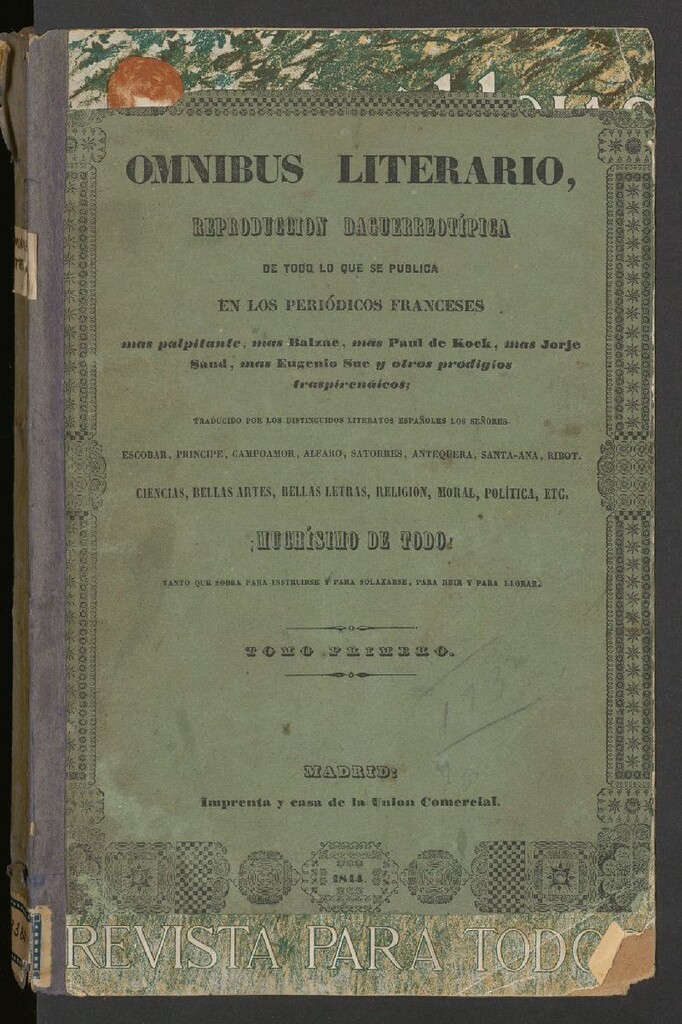 OMNIBUS LITERARIO,
REPRODUCCION DAGUERREOTÍPICA
DE TODO LO QUE SE PUBLICA
EN LOS PERIÓDICOS FRANCESES
mas palpitante, mas Balzac, mas Paul de Kock, mas Jorje
Sand, mas Eugenio Sue y otros prodigios
traspirenáicos;
TRADUCIDO POR LOS DISTINGUIDOS LITERATOS ESPAÑOLES LOS SEÑORES
ESCOBAR, PRINCIPE, CAMPOAMOR, ALFARO, SATORRES, ANTEQUERA, SANTA-ANA, RIBOT.
CIENCIAS, BELLAS ARTES, BELLAS LETRAS, RELIGION, MORAL, POLÍTICA, ETC.
¡MUCHÍSIMO DE TODO!
TANTO QUE SOBRA PARA INSTRUIRSE Y PARA SOLAZARSE, PARA REIR Y PARA LLORAR.
TOMO PRIMERO.
MADRID:
Imprenta y casa de la Union Comercial.
1844.
REVISTA PARA TODO